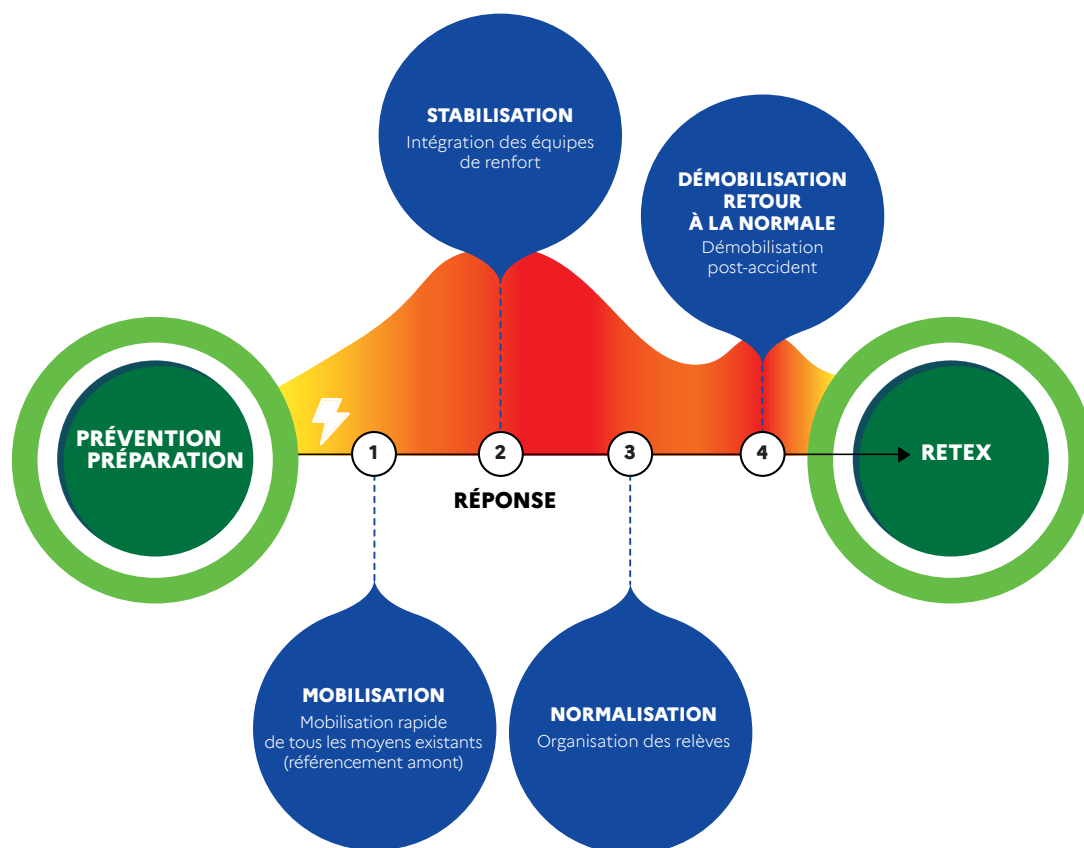 STABILISATION
Intégration des équipes
de renfort
DÉMOBILISATION
RETOUR
À LA NORMALE
Démobilisation
post-accident
PRÉVENTION
PRÉPARATION
1
2
3
4
RETEX
RÉPONSE
MOBILISATION
Mobilisation rapide
de tous les moyens existants
(référencement amont)
NORMALISATION
Organisation des relèves